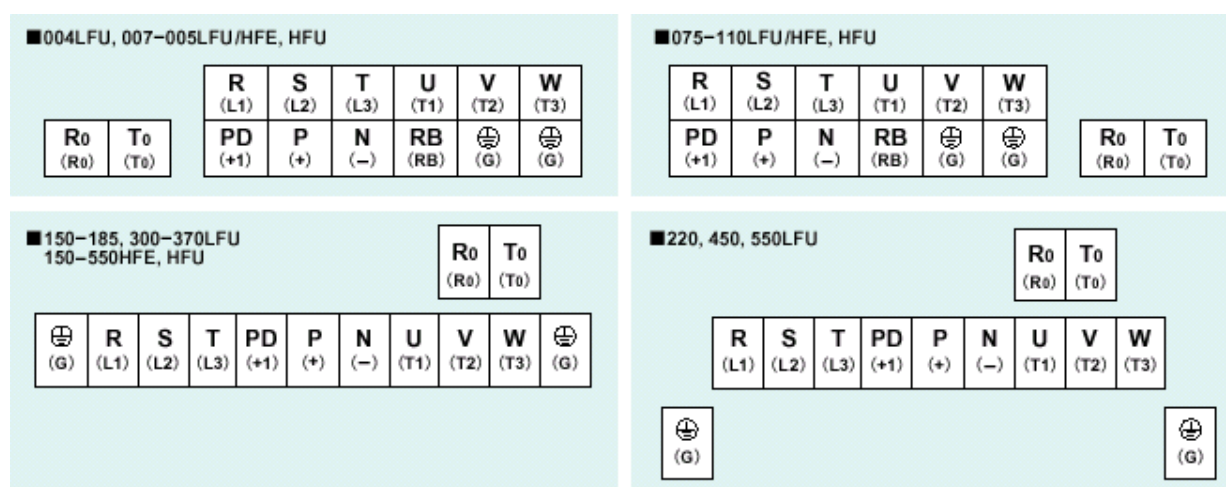 ■004LFU, 007-005LFU/HFE, HFU
R S T U V W
(L1) (L2) (L3) (T1) (T2) (T3)
R0 T0 PD P N RB
(R0) (T0) (+1) (+) (−) (RB) (G) (G)
■075-110LFU/HFE, HFU
R S T U V W
(L1) (L2) (L3) (T1) (T2) (T3)
PD P N RB R0 T0
(+1) (+) (−) (RB) (G) (G) (R0) (T0)
■150-185, 300-370LFU
150-550HFE, HFU
R0 T0
(R0) (T0)
R S T PD P N U V W
(G) (L1) (L2) (L3) (+1) (+) (−) (T1) (T2) (T3) (G)
■220, 450, 550LFU
R0 T0
(R0) (T0)
R S T PD P N U V W
(L1) (L2) (L3) (+1) (+) (−) (T1) (T2) (T3)
(G) (G)